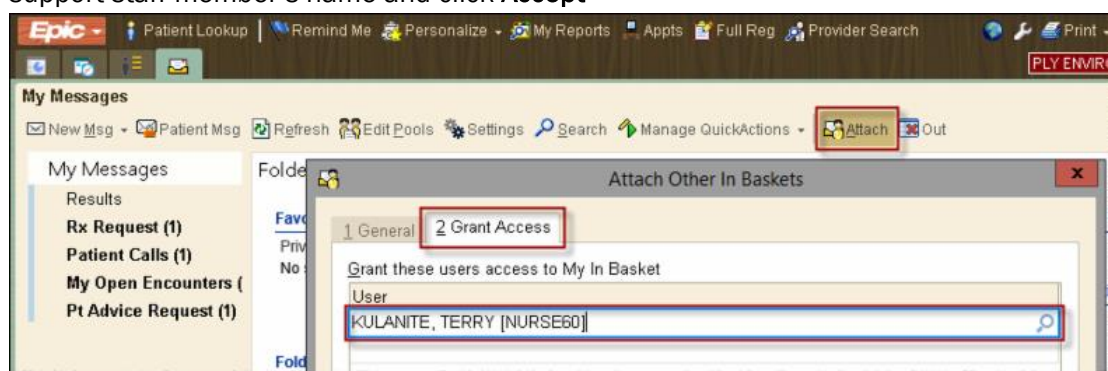 support staff member's name and click Accept
Epic Patient Lookup Remind Me Personalize My Reports Appts Full Reg Provider Search Print
PLY ENVIR
My Messages
New Msg Patient Msg Refresh Edit Pools Settings Search Manage QuickActions Attach Out
My Messages
Results
Rx Request (1)
Patient Calls (1)
My Open Encounters (
Pt Advice Request (1)
Folde
Favo
Priv
No
Fold
Attach Other In Baskets
1 General 2 Grant Access
Grant these users access to My In Basket
User
KULANITE, TERRY [NURSE60]